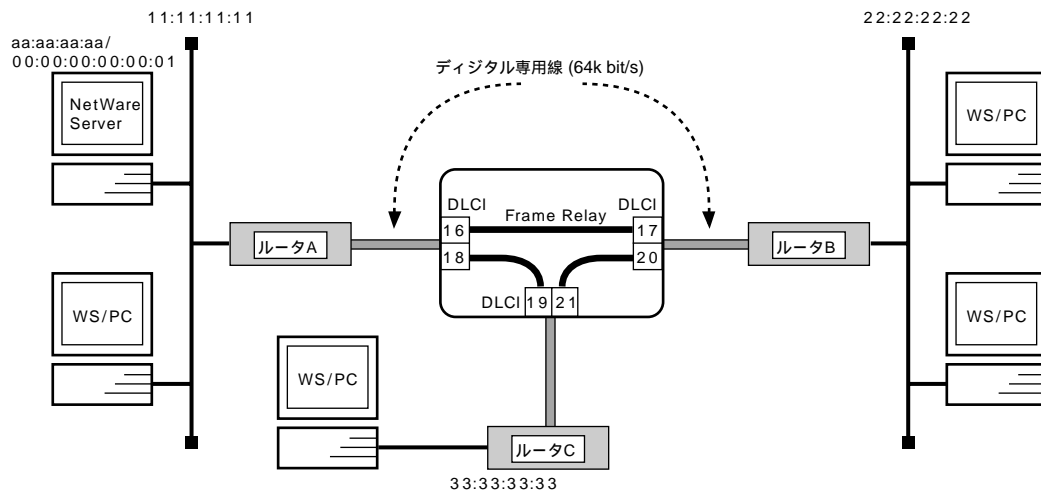 11:11:11:11
22:22:22:22
aa:aa:aa:aa/
00:00:00:00:00:01
ディジタル専用線 (64k bit/s)
NetWare
Server
WS/PC
DLCI
Frame Relay
DLCI
16
17
18
20
ルータA
ルータB
DLCI
19
21
WS/PC
WS/PC
WS/PC
ルータC
33:33:33:33